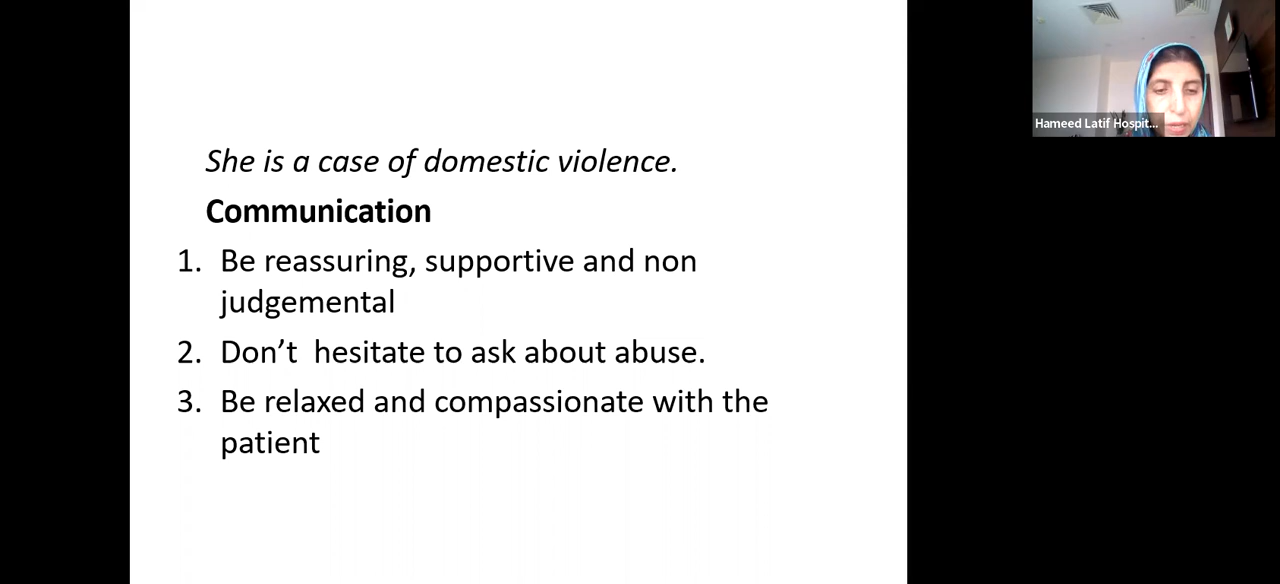 She is a case of domestic violence.
Communication
1. Be reassuring, supportive and non
judgemental
2. Don’t  hesitate to ask about abuse.
3. Be relaxed and compassionate with the
patient
Hameed Latif Hospit...